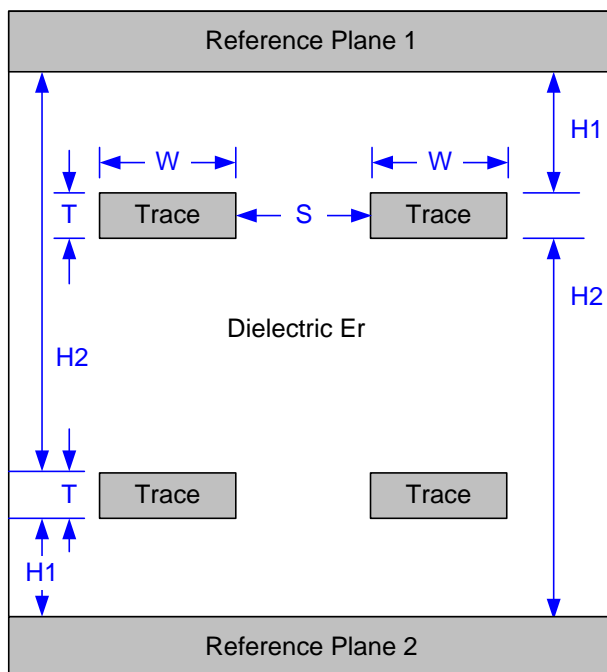 Reference Plane 1
H1
W
W
T
Trace
S
Trace
H2
Dielectric Er
H2
T
Trace
Trace
H1
Reference Plane 2